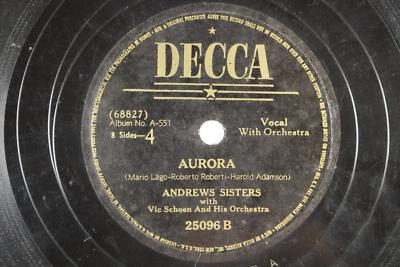 DECCA
(68827)
Album No. A-551
8 Sides-4
Vocal
With Orchestra
AURORA
(Mario Lago-Roberto Roberti-Harold Adamson)
ANDREWS SISTERS
with
Vic Schoen And His Orchestra
25096 B